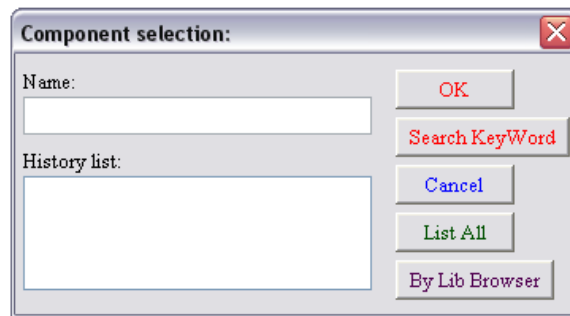 Component selection:
Name:
OK
Search KeyWord
History list:
Cancel
List All
By Lib Browser